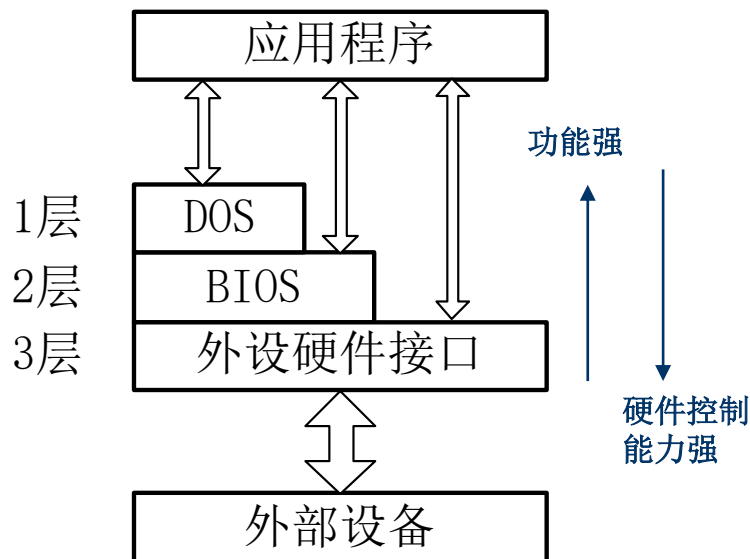 应用程序
功能强
1层
DOS
2层
BIOS
3层
外设硬件接口
硬件控制
能力强
外部设备